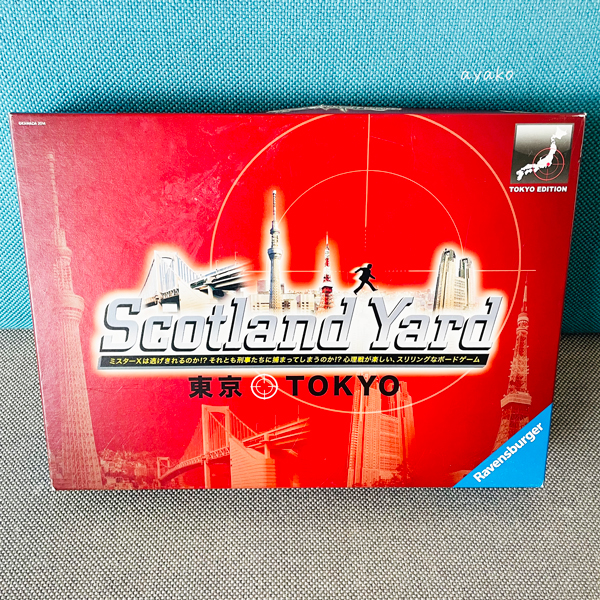 ayako
TOKYO EDITION
Scotland Yard
ミスターXは逃げきれるのか!? それとも刑事たちに捕まってしまうのか!? 心理戦が楽しい、スリリングなボードゲーム
東京 TOKYO
Ravensburger